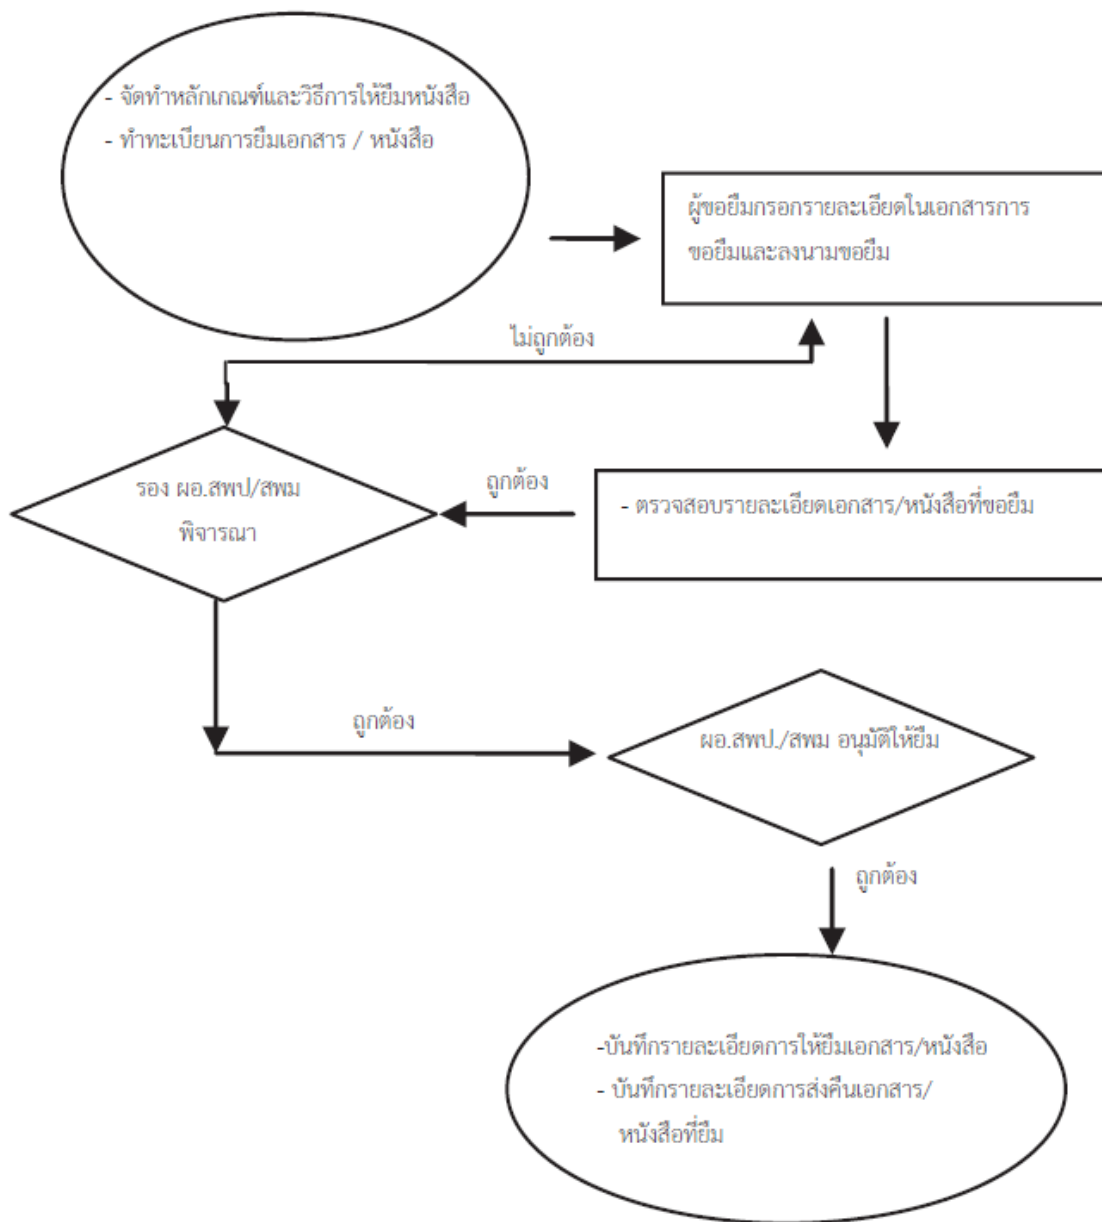 - จัดทำหลักเกณฑ์และวิธีการให้ยืมหนังสือ
- ทำทะเบียนการยืมเอกสาร / หนังสือ
ผู้ขอยืมกรอกรายละเอียดในเอกสารการ
ขอยืมและลงนามขอยืม
ไม่ถูกต้อง
รอง ผอ.สพป/สพม
พิจารณา
ถูกต้อง
- ตรวจสอบรายละเอียดเอกสาร/หนังสือที่ขอยืม
ถูกต้อง
ผอ.สพป./สพม อนุมัติให้ยืม
ถูกต้อง
-บันทึกรายละเอียดการให้ยืมเอกสาร/หนังสือ
- บันทึกรายละเอียดการส่งคืนเอกสาร/
หนังสือที่ยืม